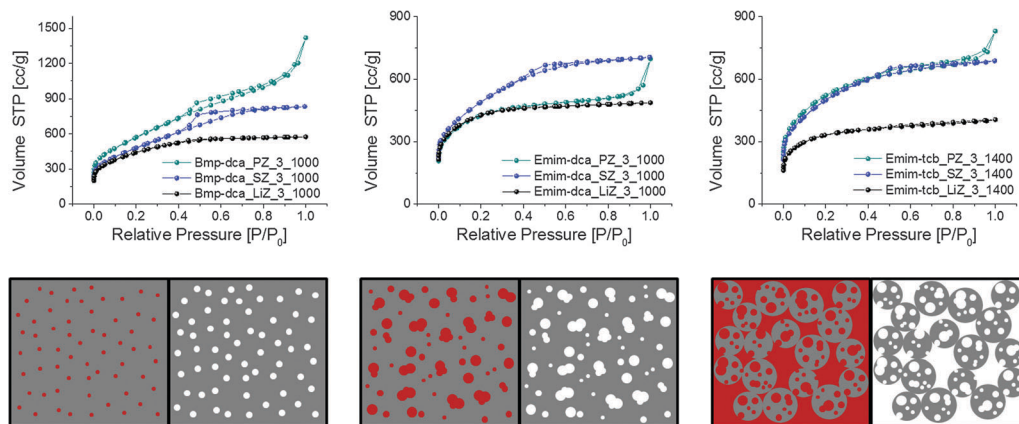 1500
1200
900
600
300
0
Volume STP [cc/g]
Bmp-dca_PZ_3_1000
Bmp-dca_SZ_3_1000
Bmp-dca_LiZ_3_1000
0.0 0.2 0.4 0.6 0.8 1.0
Relative Pressure [P/P0]
900
600
300
0
Volume STP [cc/g]
Emim-dca_PZ_3_1000
Emim-dca_SZ_3_1000
Emim-dca_LiZ_3_1000
0.0 0.2 0.4 0.6 0.8 1.0
Relative Pressure [P/P0]
900
600
300
0
Volume STP [cc/g]
Emim-tcb_PZ_3_1400
Emim-tcb_SZ_3_1400
Emim-tcb_LiZ_3_1400
0.0 0.2 0.4 0.6 0.8 1.0
Relative Pressure [P/P0]